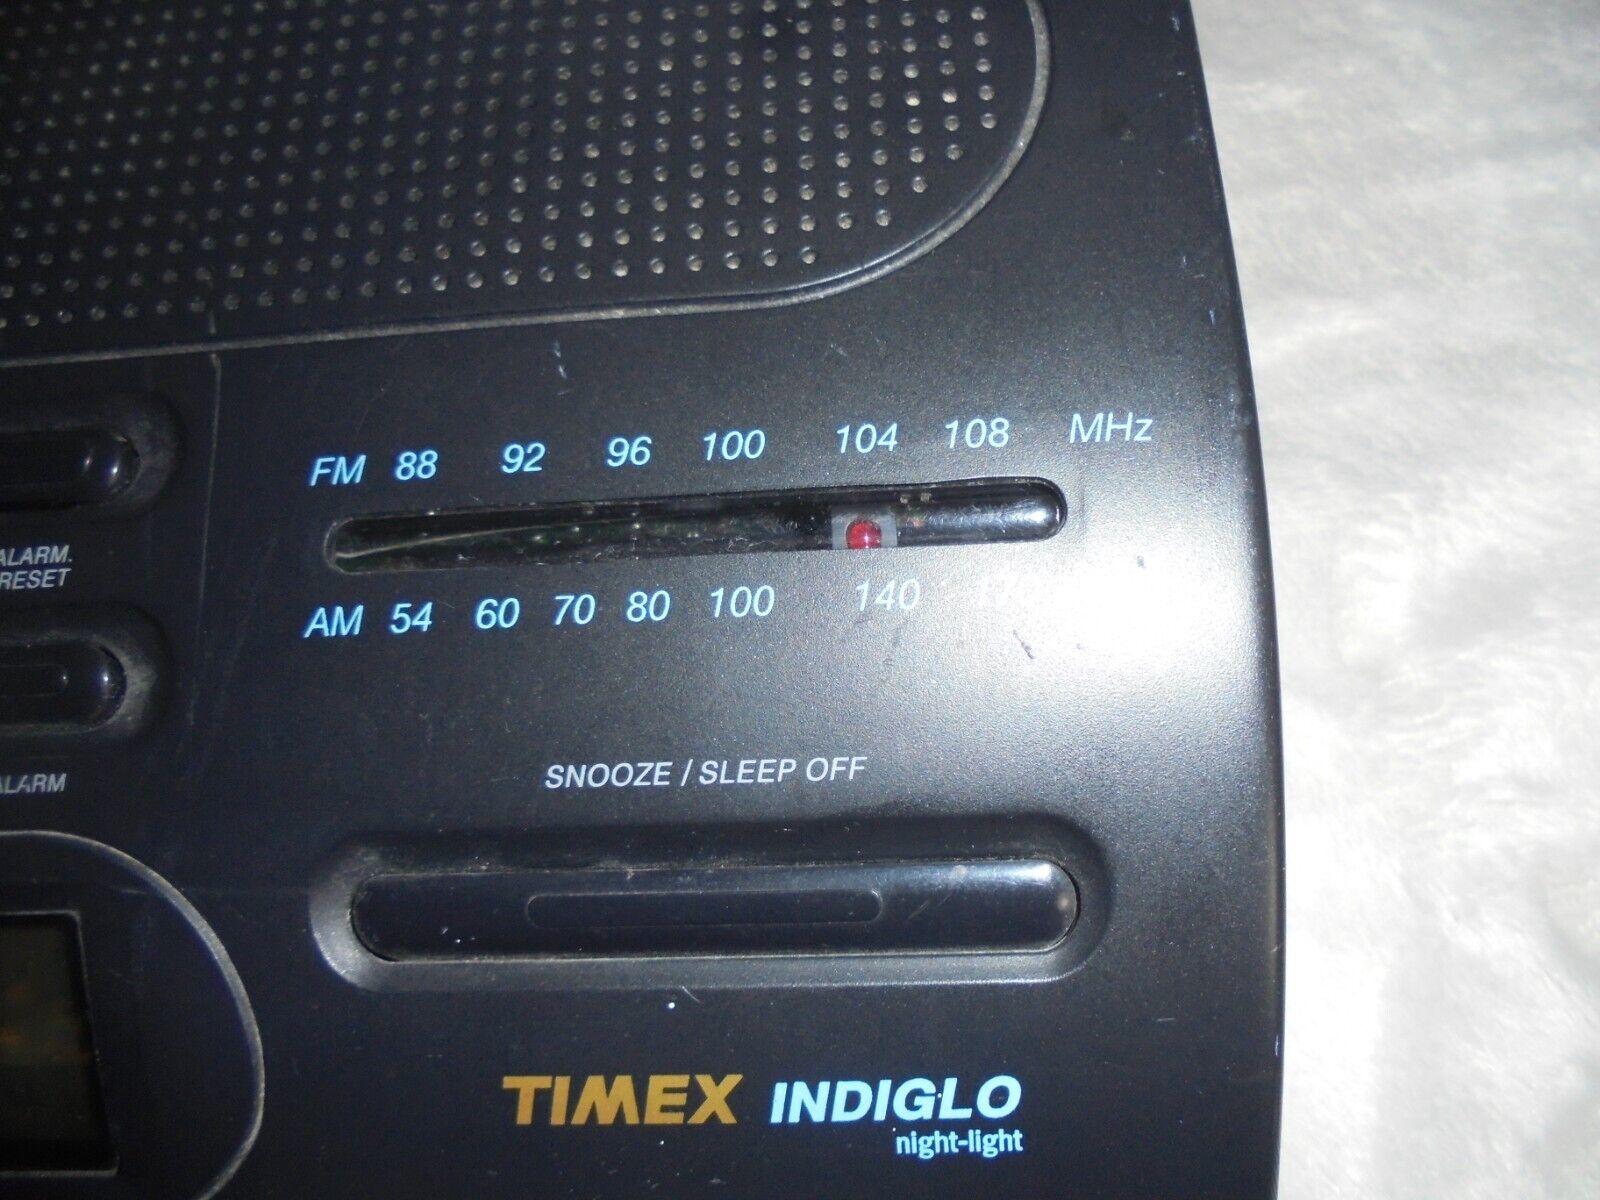 FM 88 92 96 100 104 108 MHz
ALARM.
RESET
AM 54 60 70 80 100 140 170
ALARM
SNOOZE / SLEEP OFF
TIMEX INDIGLO
night-light